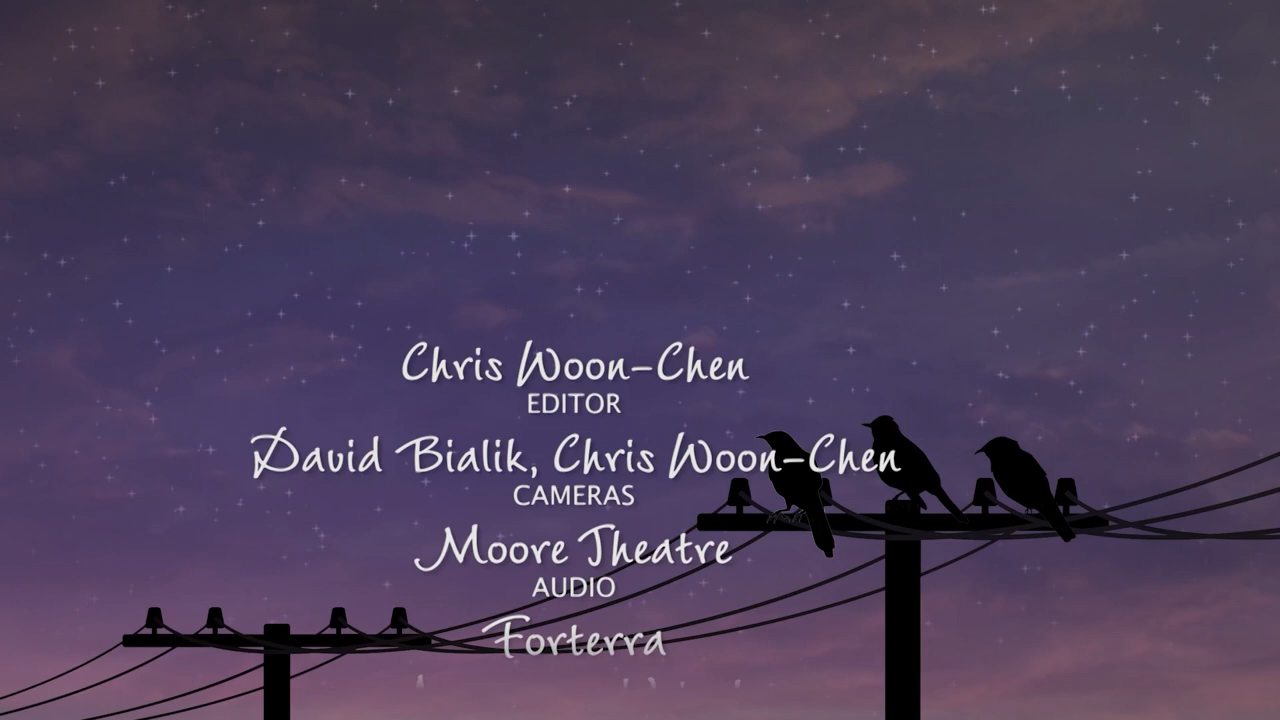 Chris Woon-Chen
EDITOR
David Bialik, Chris Woon-Chen
CAMERAS
Moore Theatre
AUDIO
Forterra